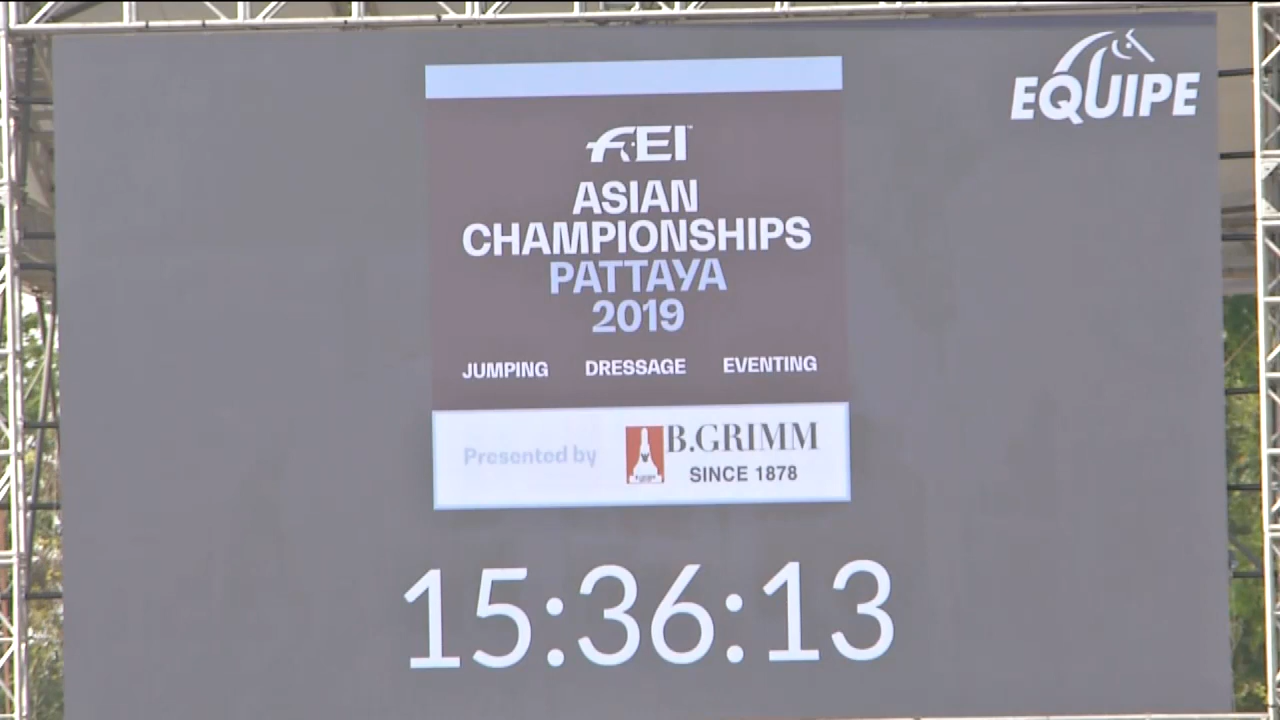 EQUIPE
FEI
ASIAN
CHAMPIONSHIPS
PATTAYA
2019
JUMPING DRESSAGE EVENTING
Presented by
B.GRIMM
SINCE 1878
15:36:13